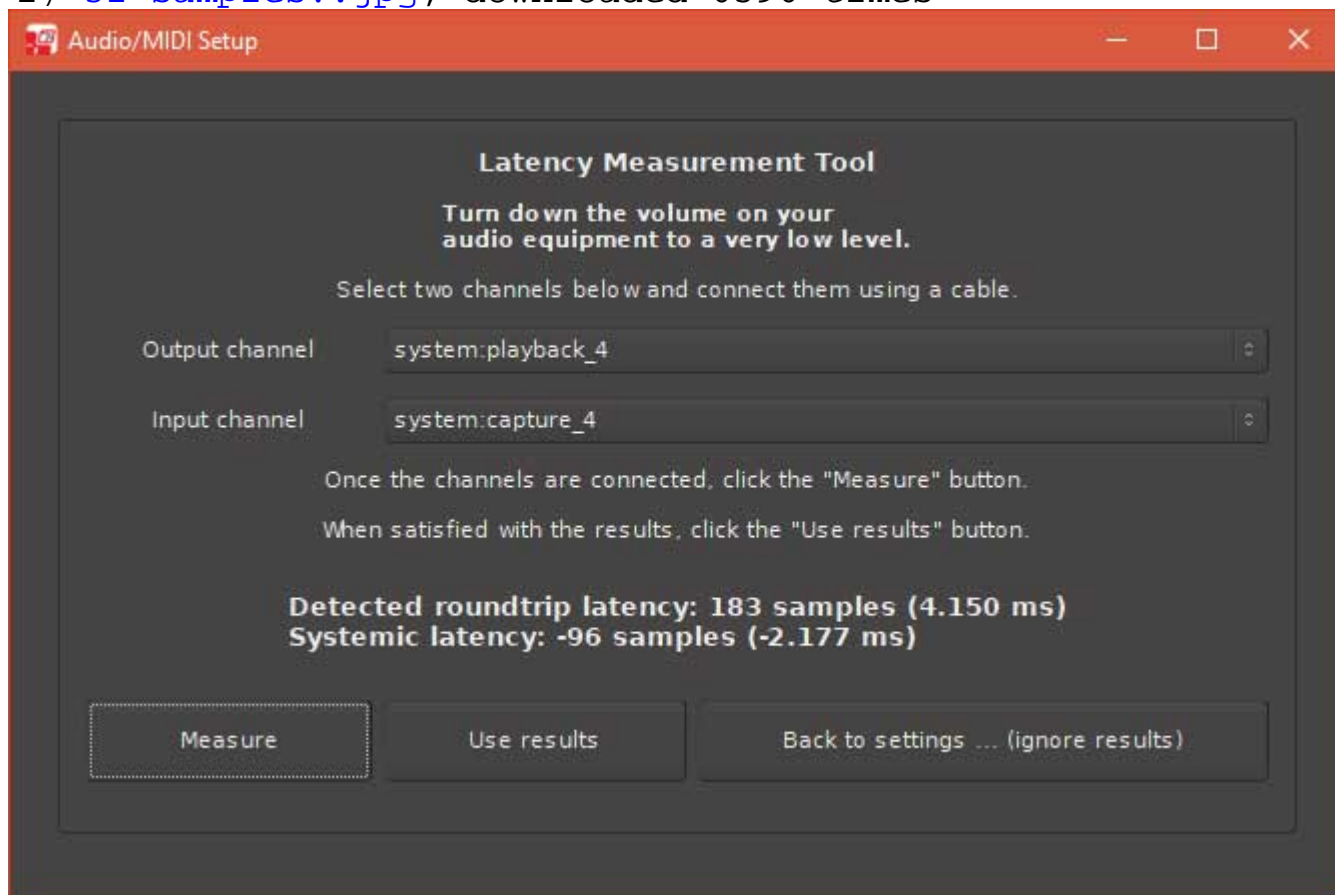 Audio/MIDI Setup
Latency Measurement Tool
Turn down the volume on your
audio equipment to a very low level.
Select two channels below and connect them using a cable.
Output channel system:playback_4
Input channel system:capture_4
Once the channels are connected, click the "Measure" button.
When satisfied with the results, click the "Use results" button.
Detected roundtrip latency: 183 samples (4.150 ms)
Systemic latency: -96 samples (-2.177 ms)
Measure Use results Back to settings ... (ignore results)